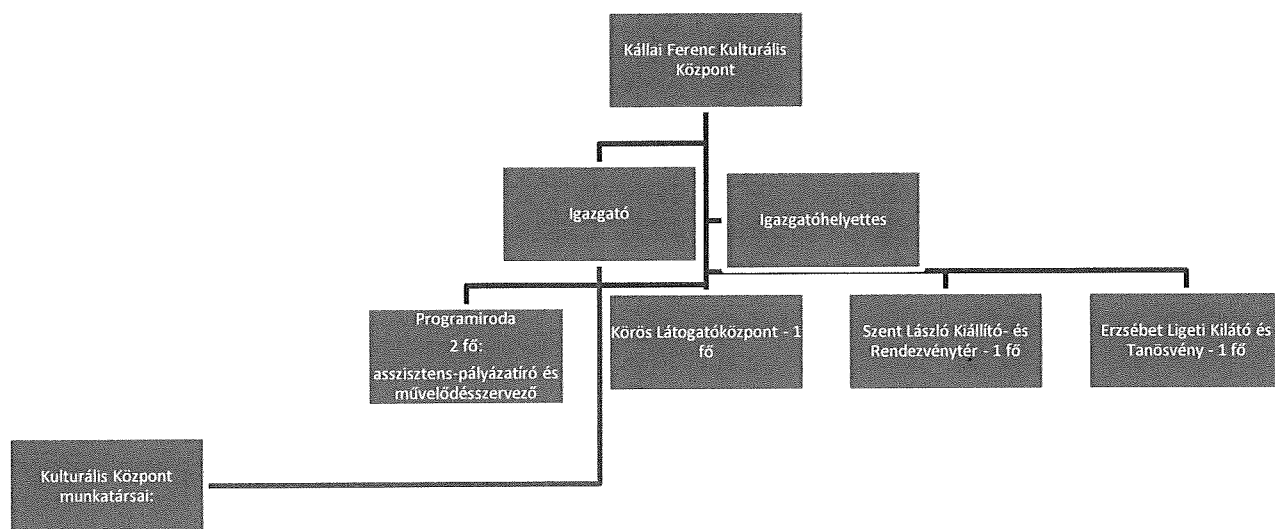 Kállai Ferenc Kulturális
Központ
Igazgató
Igazgatóhelyettes
Programiroda
2 fő:
asszisztens-pályázatíró és
művelődésszervező
Körös Látogatóközpont - 1
fő
Szent László Kiállító- és
Rendezvénytér - 1 fő
Erzsébet Ligeti Kilátó és
Tanösvény - 1 fő
Kulturális Központ
munkatársai: